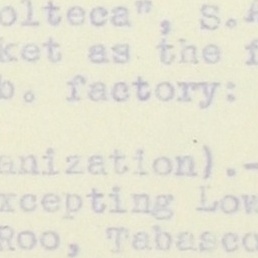 olteca", S.A
ket as the f
b. factory:
anization).-
xcepting Low
Roo, Tabasco